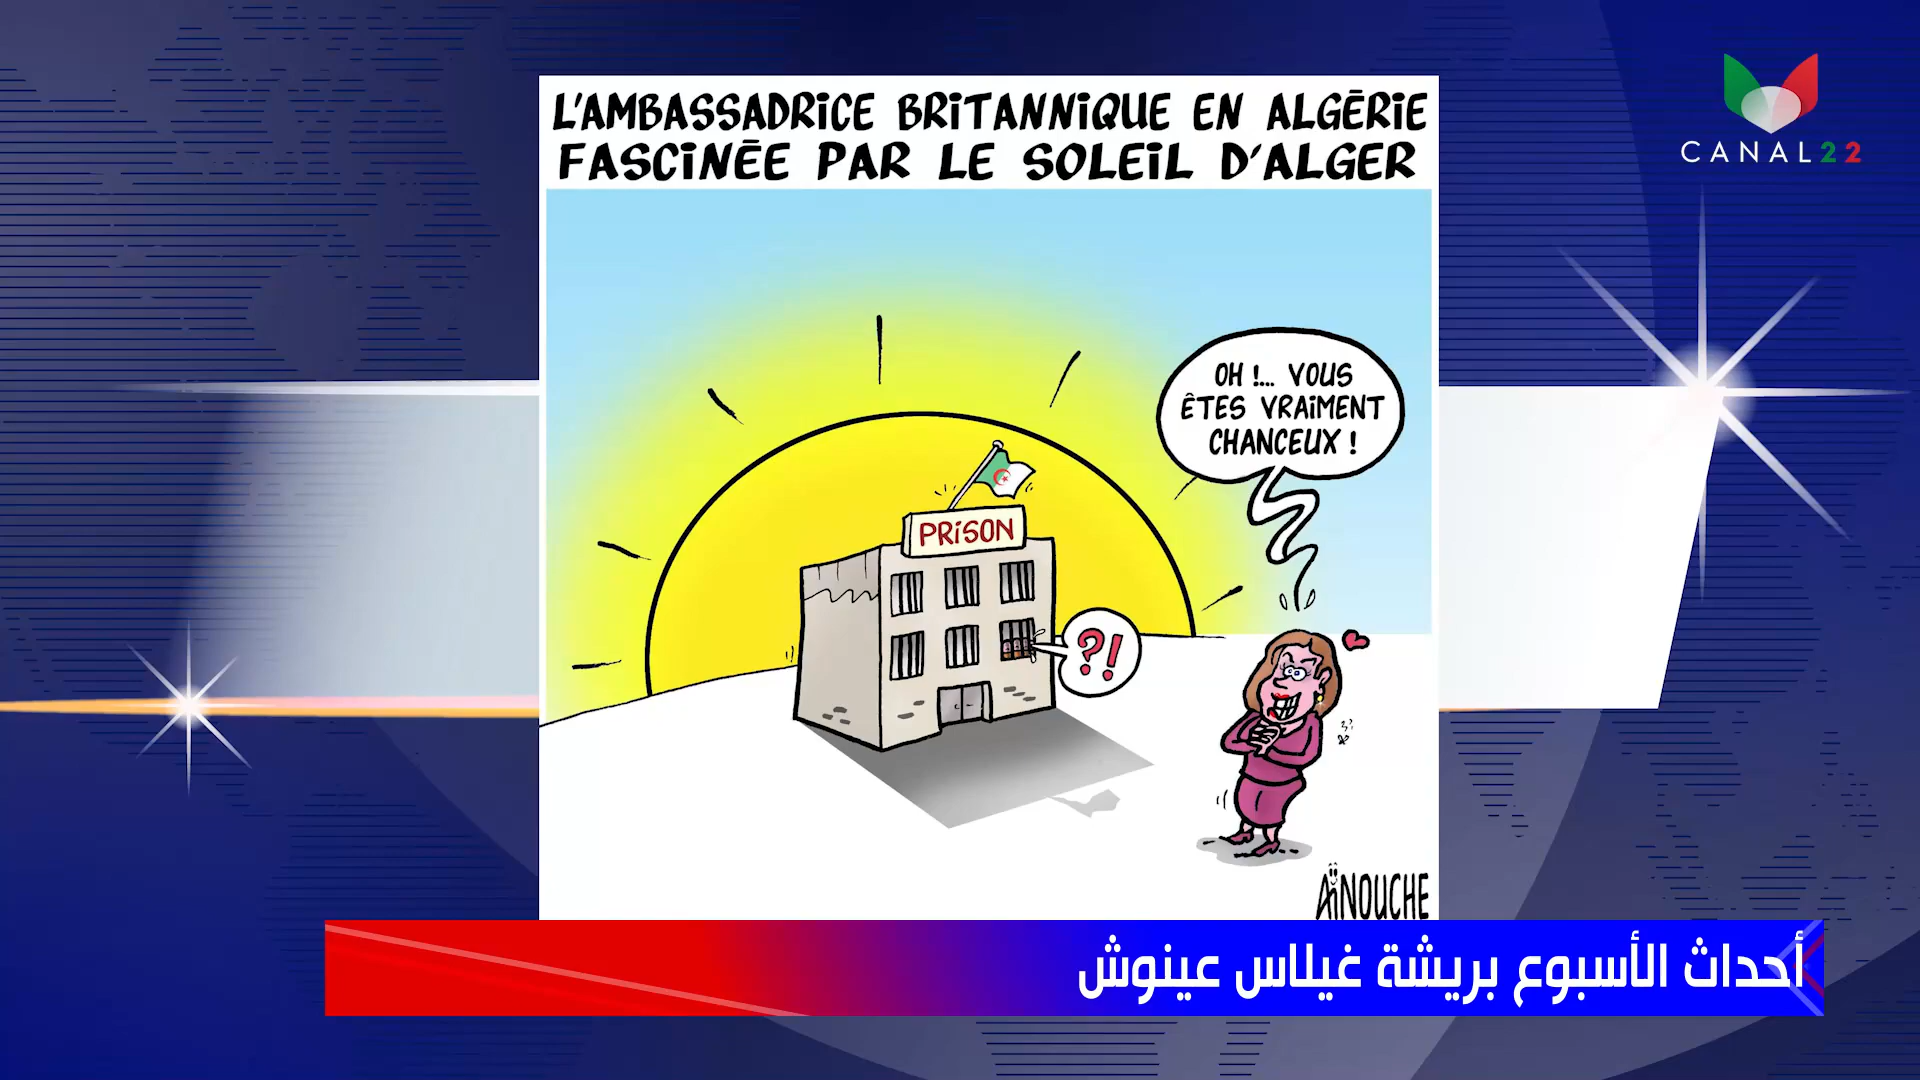 L'AMBASSADRICE BRITANNIQUE EN ALGÉRIE
FASCINÉE PAR LE SOLEIL D'ALGER
CANAL22
OH !... VOUS
ÊTES VRAIMENT
CHANCEUX !
PRISON
?!
AÏNOUCHE
أحداث الأسبوع بريشة غيلاس عينوش